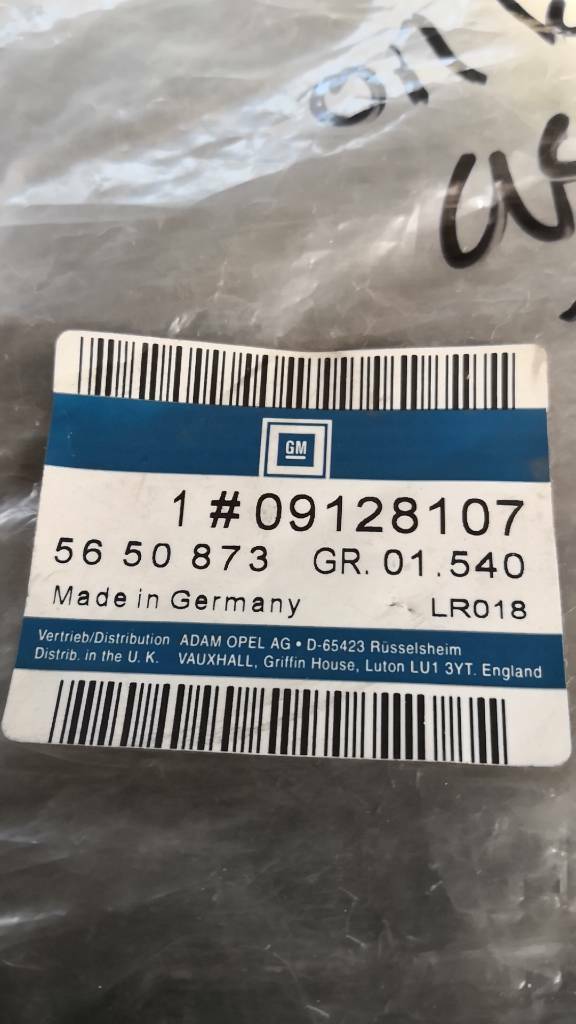 on
GM
1 # 09128107
56 50 873 GR. 01.540
Made in Germany LR018
Vertrieb/Distribution ADAM OPEL AG • D-65423 Rüsselsheim
Distrib. in the U. K. VAUXHALL, Griffin House, Luton LU1 3YT. England